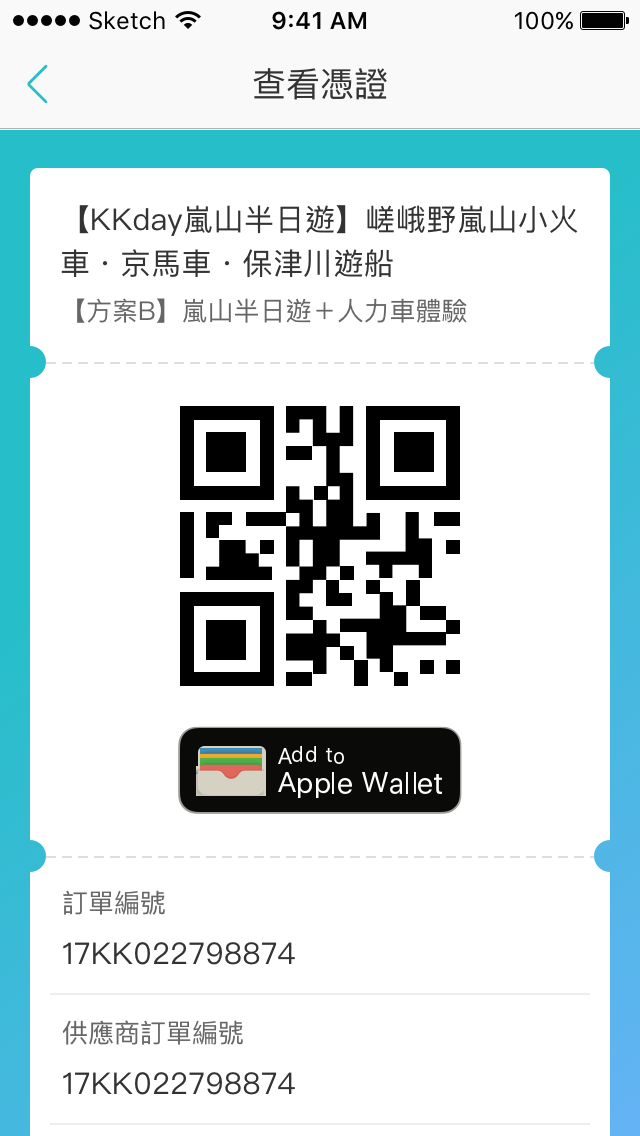 Sketch 9:41 AM 100%
查看憑證
【KKday嵐山半日遊】嵯峨野嵐山小火
車・京馬車・保津川遊船
【方案B】嵐山半日遊＋人力車體驗
Add to
Apple Wallet
訂單編號
17KK022798874
供應商訂單編號
17KK022798874